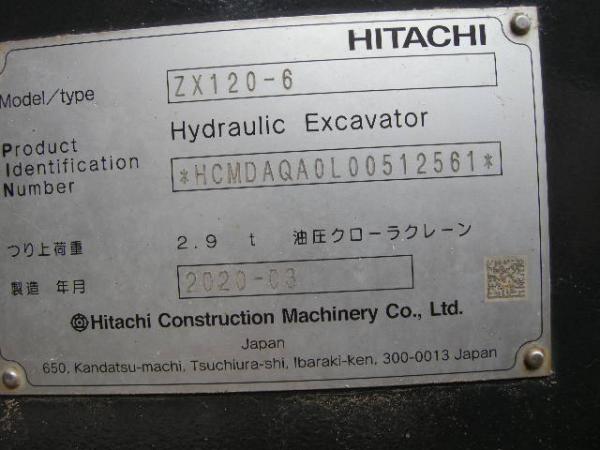 HITACHI
Model/type ZX120-6
Hydraulic Excavator
Product
Identification
Number
*HCMDAQA0L00512561*
つり上荷重 2.9 t 油圧クローラクレーン
製造 年月 2020-03
Hitachi Construction Machinery Co., Ltd.
Japan
650, Kandatsu-machi, Tsuchiura-shi, Ibaraki-ken, 300-0013 Japan